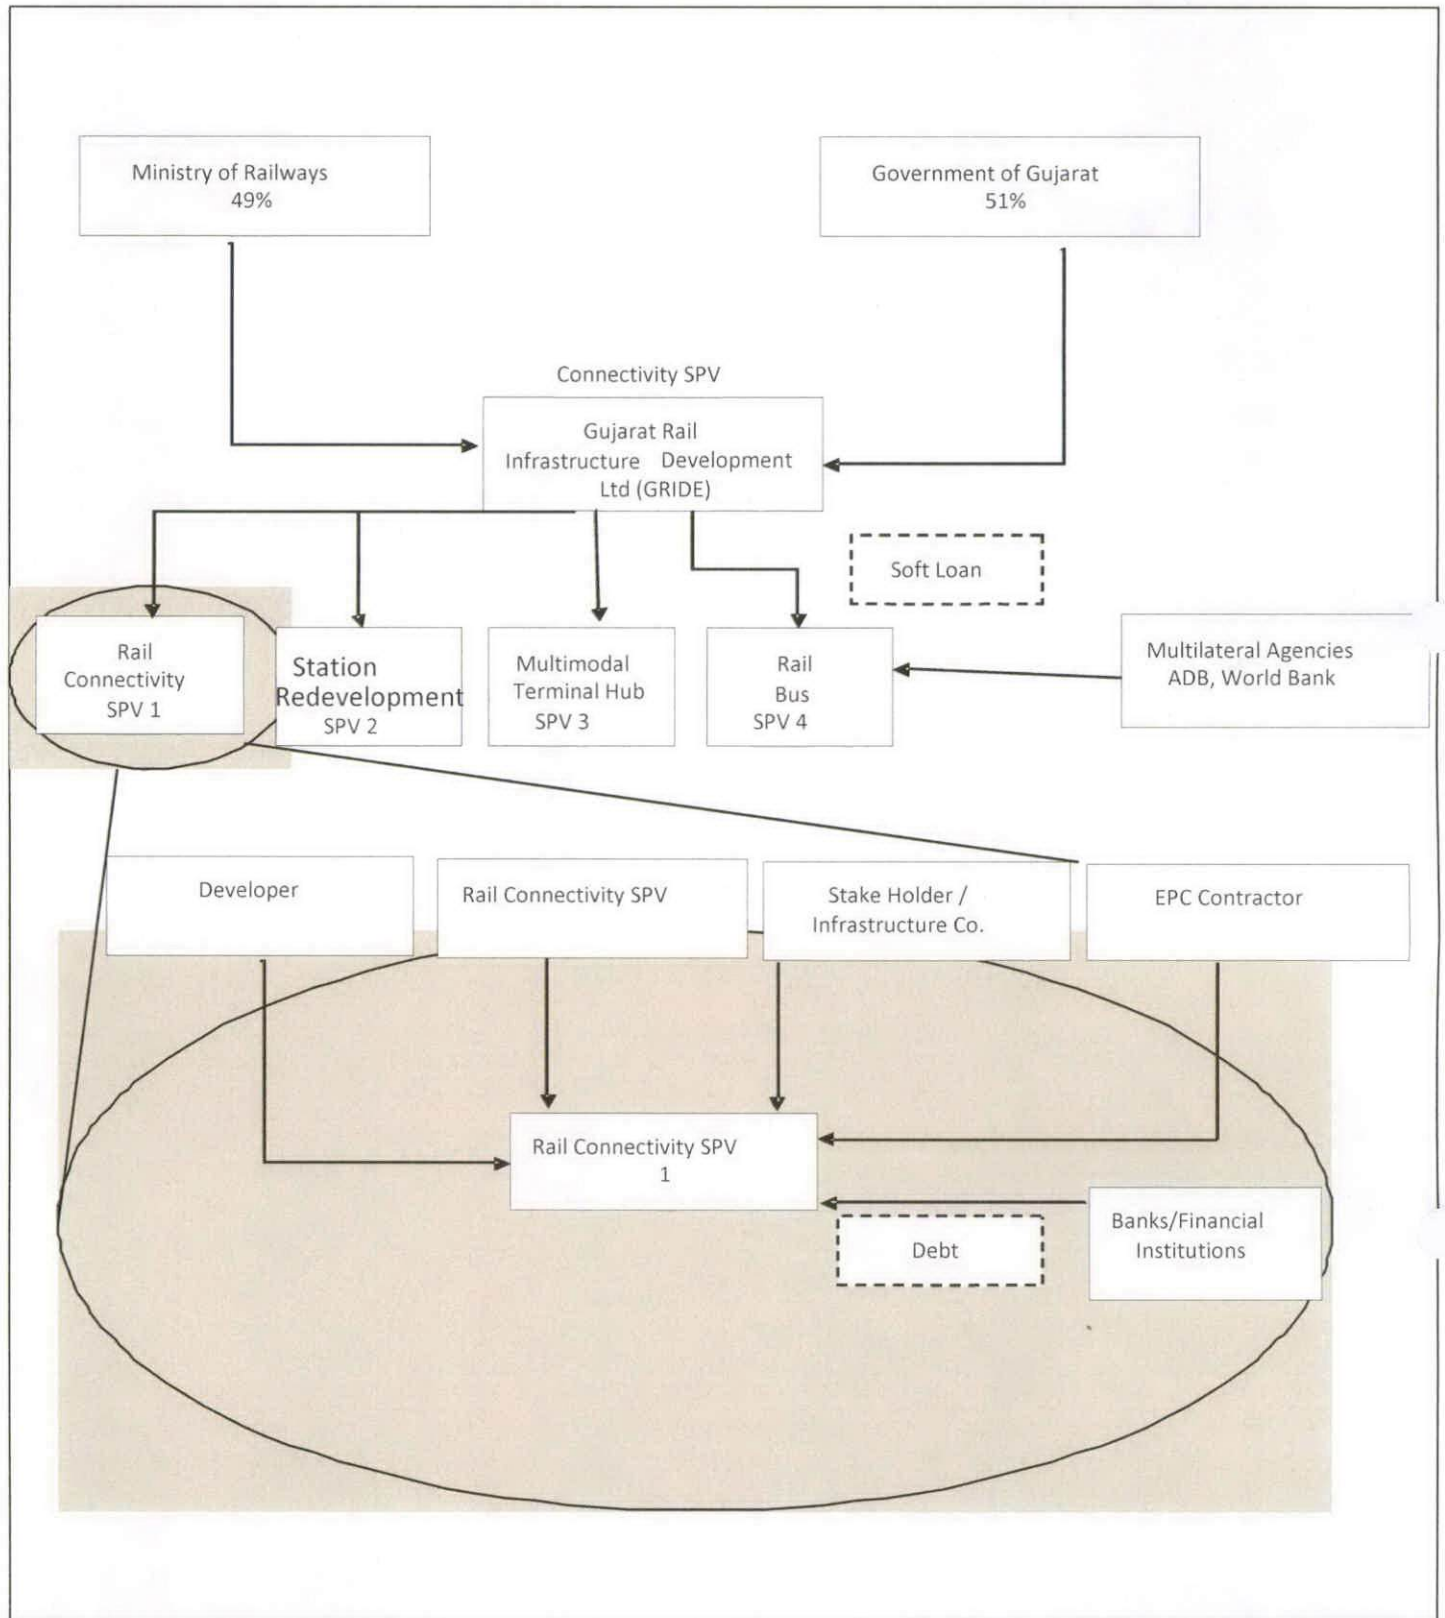 Ministry of Railways
49%
Government of Gujarat
51%
Connectivity SPV
Gujarat Rail
Infrastructure Development
Ltd (GRIDE)
Soft Loan
Rail
Connectivity
SPV 1
Station
Redevelopment
SPV 2
Multimodal
Terminal Hub
SPV 3
Rail
Bus
SPV 4
Multilateral Agencies
ADB, World Bank
Developer
Rail Connectivity SPV
Stake Holder /
Infrastructure Co.
EPC Contractor
Rail Connectivity SPV
1
Debt
Banks/Financial
Institutions